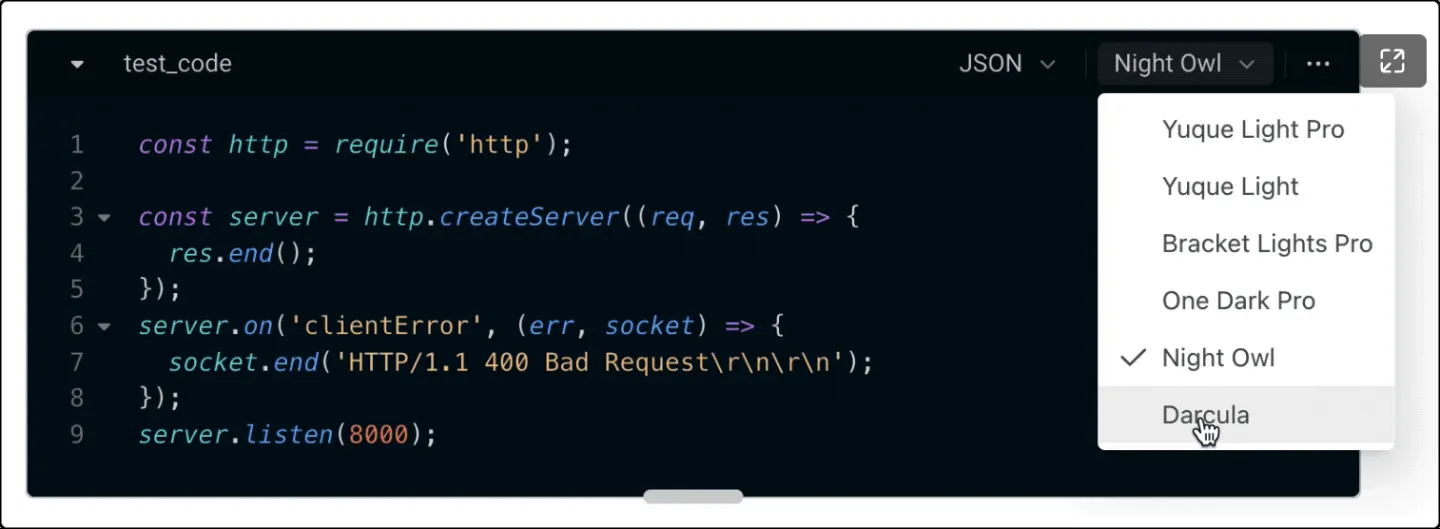 test_code
JSON
Night Owl
1 const http = require('http');
2
3 const server = http.createServer((req, res) => {
4   res.end();
5 });
6 server.on('clientError', (err, socket) => {
7   socket.end('HTTP/1.1 400 Bad Request\r\n\r\n');
8 });
9 server.listen(8000);
Yuque Light Pro
Yuque Light
Bracket Lights Pro
One Dark Pro
Night Owl
Darcula